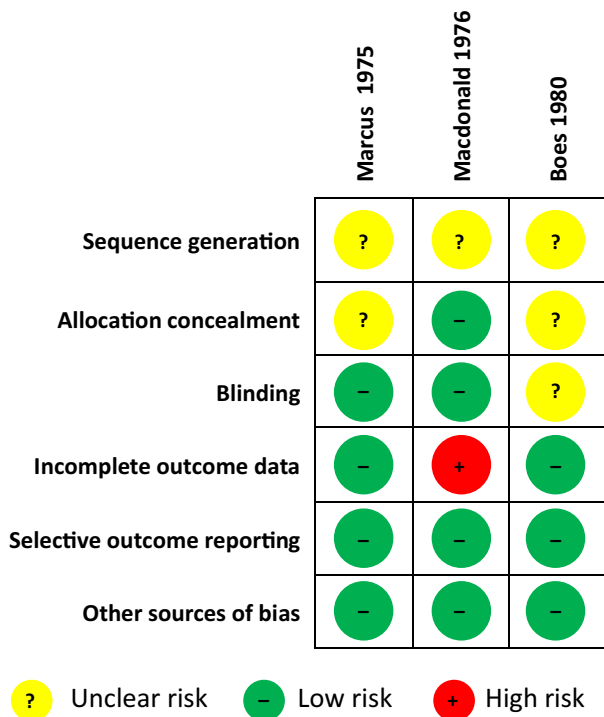 Marcus 1975
Macdonald 1976
Boes 1980
Sequence generation ? ? ?
Allocation concealment ? – ?
Blinding – – ?
Incomplete outcome data – + –
Selective outcome reporting – – –
Other sources of bias – – –
? Unclear risk – Low risk + High risk